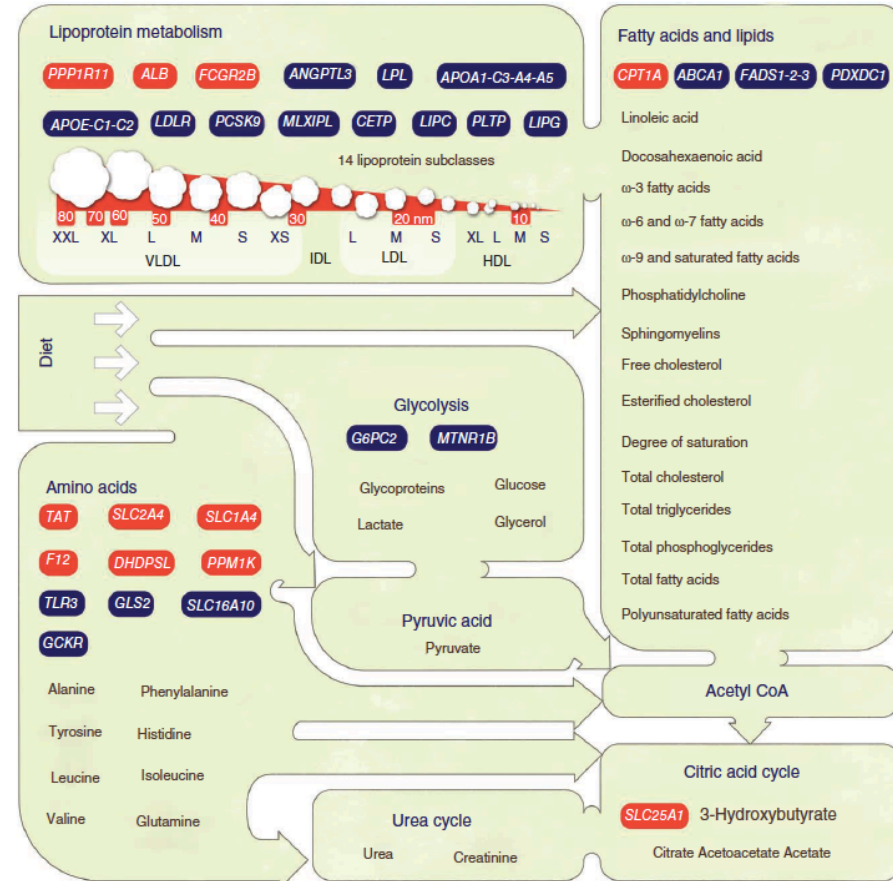 Lipoprotein metabolism
PPP1R11 ALB FCGR2B ANGPTL3 LPL APOA1-C3-A4-A5
APOE-C1-C2 LDLR PCSK9 MLXIPL CETP LIPC PLTP LIPG
14 lipoprotein subclasses
80 70 60 50 40 30 20 nm 10
XXL XL L M S XS L M S XL L M S
VLDL IDL LDL HDL
Fatty acids and lipids
CPT1A ABCA1 FADS1-2-3 PDXDC1
Linoleic acid
Docosahexaenoic acid
ω-3 fatty acids
ω-6 and ω-7 fatty acids
ω-9 and saturated fatty acids
Phosphatidylcholine
Sphingomyelins
Free cholesterol
Esterified cholesterol
Degree of saturation
Total cholesterol
Total triglycerides
Total phosphoglycerides
Total fatty acids
Polyunsaturated fatty acids
Diet
Glycolysis
G6PC2 MTNR1B
Glycoproteins Glucose
Lactate Glycerol
Amino acids
TAT SLC2A4 SLC1A4
F12 DHDPSL PPM1K
TLR3 GLS2 SLC16A10
GCKR
Alanine Phenylalanine
Tyrosine Histidine
Leucine Isoleucine
Valine Glutamine
Pyruvic acid
Pyruvate
Acetyl CoA
Urea cycle
Urea Creatinine
Citric acid cycle
SLC25A1 3-Hydroxybutyrate
Citrate Acetoacetate Acetate